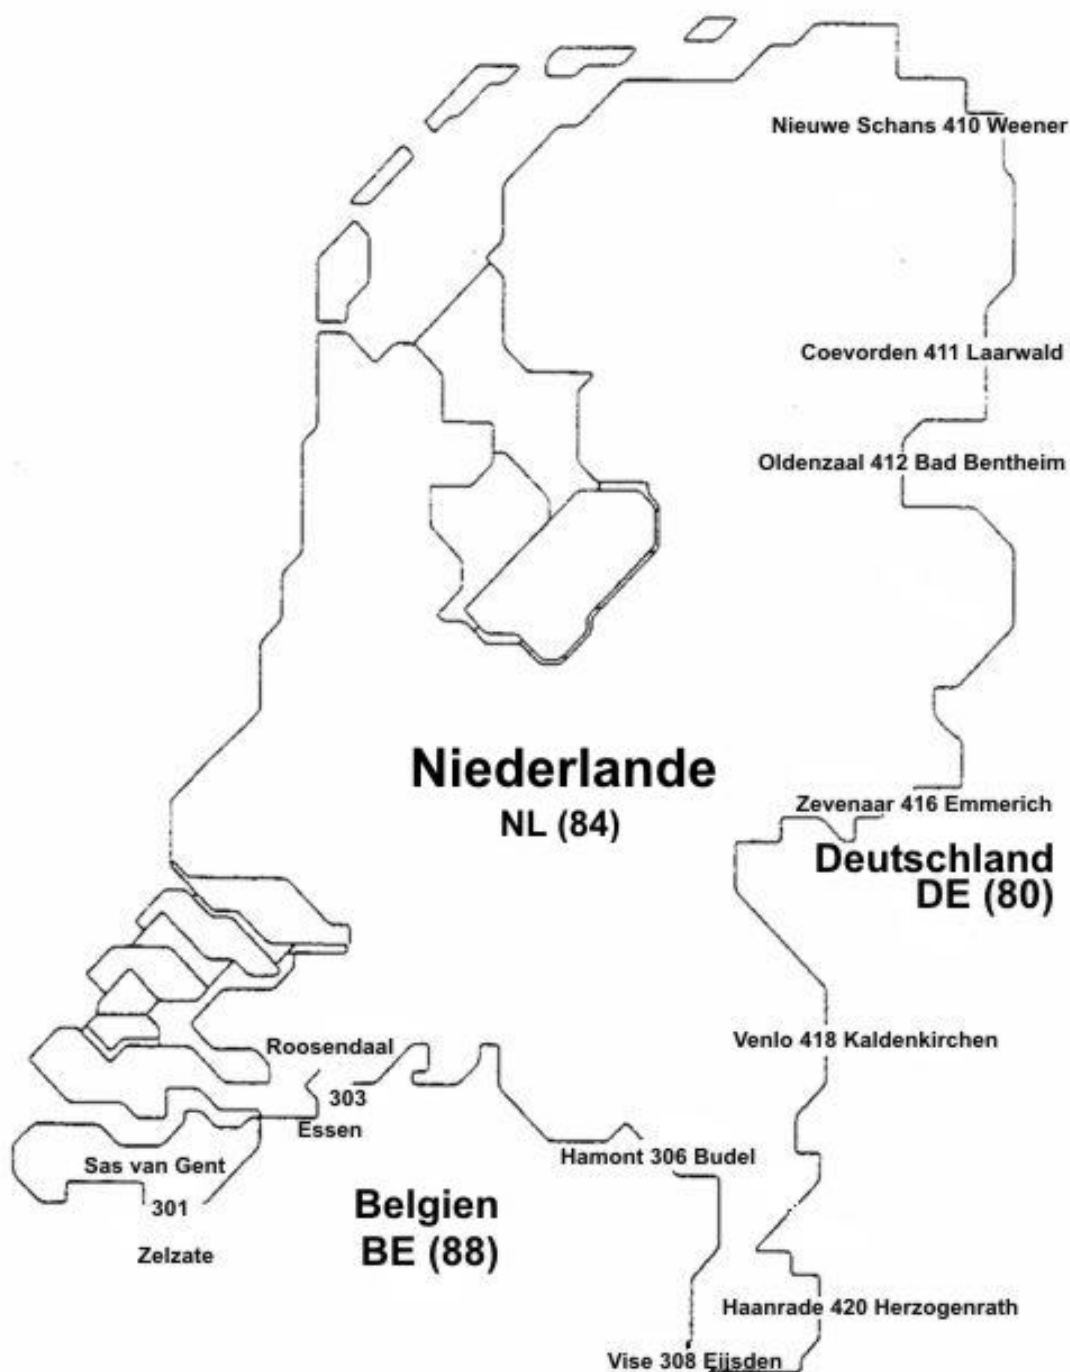 Nieuwe Schans 410 Weener
Coevorden 411 Laarwald
Oldenzaal 412 Bad Bentheim
Niederlande
NL (84)
Zevenaar 416 Emmerich
Deutschland
DE (80)
Venlo 418 Kaldenkirchen
Roosendaal
303
Essen
Hamont 306 Budel
Sas van Gent
301
Zelzate
Belgien
BE (88)
Haanrade 420 Herzogenrath
Vise 308 Eijsden